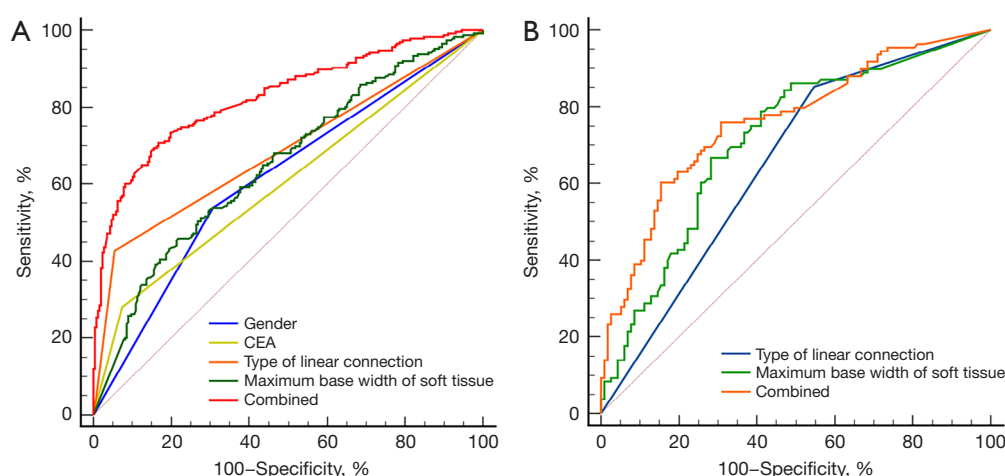 A
100
80
60
40
20
0
Sensitivity, %
Gender
CEA
Type of linear connection
Maximum base width of soft tissue
Combined
0 20 40 60 80 100
100–Specificity, %
B
100
80
60
40
20
0
Sensitivity, %
Type of linear connection
Maximum base width of soft tissue
Combined
0 20 40 60 80 100
100–Specificity, %